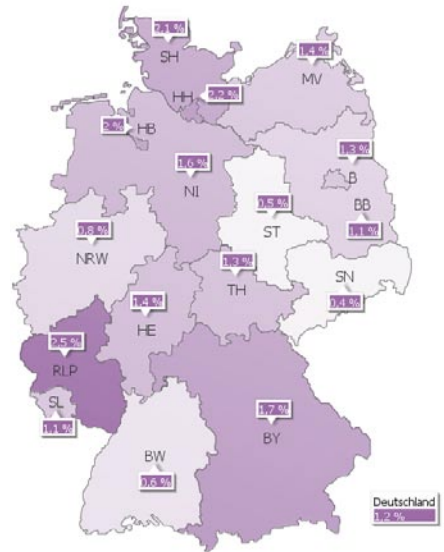 2,1 %
SH
1,4 %
MV
HH
2,2 %
2 %
HB
1,3 %
B
1,6 %
NI
0,5 %
ST
BB
1,1 %
0,8 %
NRW
1,3 %
TH
SN
0,4 %
1,4 %
HE
2,5 %
RLP
SL
1,1 %
1,7 %
BY
BW
0,6 %
Deutschland
1,2 %